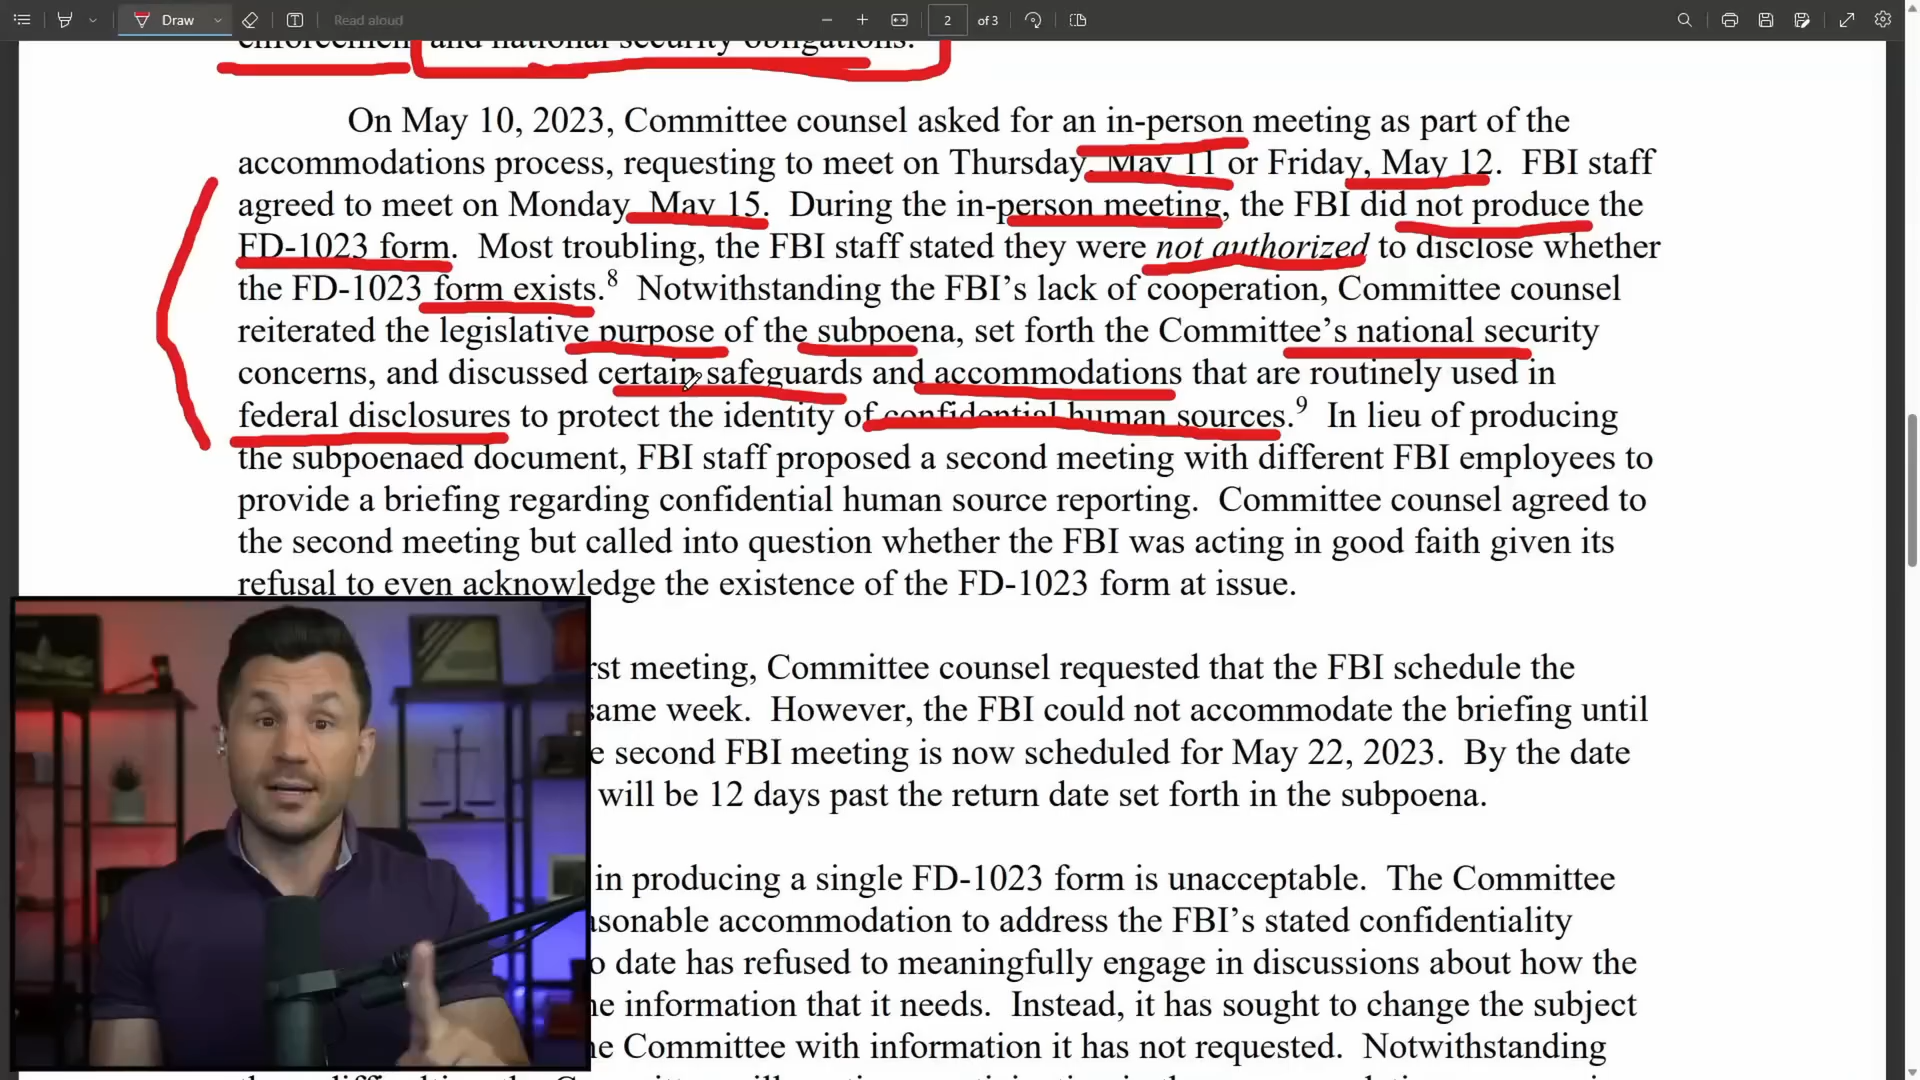 Draw
Read aloud
2
of 3
and national security obligations.
On May 10, 2023, Committee counsel asked for an in-person meeting as part of the
accommodations process, requesting to meet on Thursday, May 11 or Friday, May 12.  FBI staff
agreed to meet on Monday, May 15.  During the in-person meeting, the FBI did not produce the
FD-1023 form.  Most troubling, the FBI staff stated they were not authorized to disclose whether
the FD-1023 form exists.8  Notwithstanding the FBI’s lack of cooperation, Committee counsel
reiterated the legislative purpose of the subpoena, set forth the Committee’s national security
concerns, and discussed certain safeguards and accommodations that are routinely used in
federal disclosures to protect the identity of confidential human sources.9  In lieu of producing
the subpoenaed document, FBI staff proposed a second meeting with different FBI employees to
provide a briefing regarding confidential human source reporting.  Committee counsel agreed to
the second meeting but called into question whether the FBI was acting in good faith given its
refusal to even acknowledge the existence of the FD-1023 form at issue.
rst meeting, Committee counsel requested that the FBI schedule the
same week.  However, the FBI could not accommodate the briefing until
e second FBI meeting is now scheduled for May 22, 2023.  By the date
will be 12 days past the return date set forth in the subpoena.
in producing a single FD-1023 form is unacceptable.  The Committee
asonable accommodation to address the FBI’s stated confidentiality
o date has refused to meaningfully engage in discussions about how the
ne information that it needs.  Instead, it has sought to change the subject
he Committee with information it has not requested.  Notwithstanding